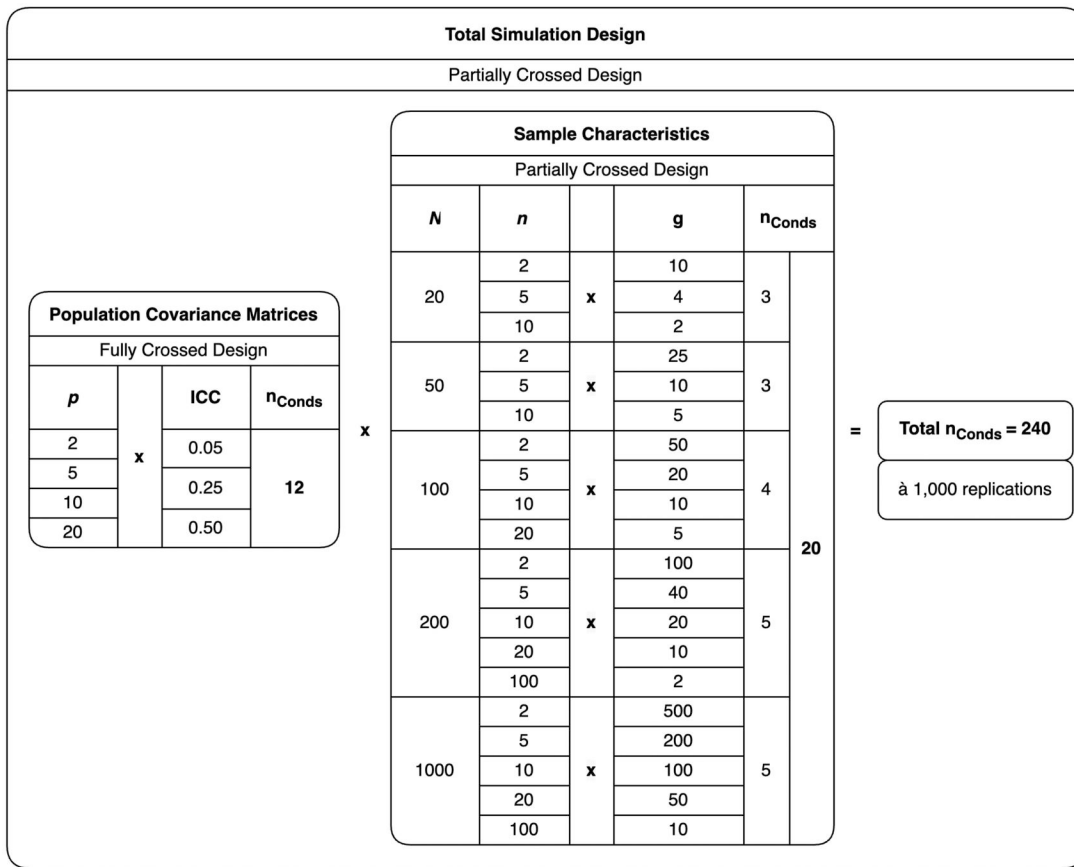 Total Simulation Design
Partially Crossed Design
Population Covariance Matrices
Fully Crossed Design
p x ICC nConds
2
5
10
20
0.05
0.25
0.50
12
x
Sample Characteristics
Partially Crossed Design
N n g nConds
20 x 3
2 10
5 4
10 2
50 x 3
2 25
5 10
10 5
100 x 4
2 50
5 20
10 10
20 5
200 x 5
2 100
5 40
10 20
20 10
100 2
1000 x 5
2 500
5 200
10 100
20 50
100 10
20
=
Total nConds = 240
à 1,000 replications